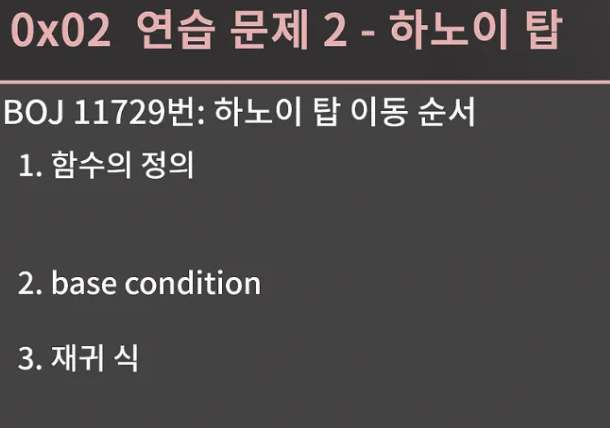 0x02 연습 문제 2 - 하노이 탑
BOJ 11729번: 하노이 탑 이동 순서
1. 함수의 정의
2. base condition
3. 재귀 식